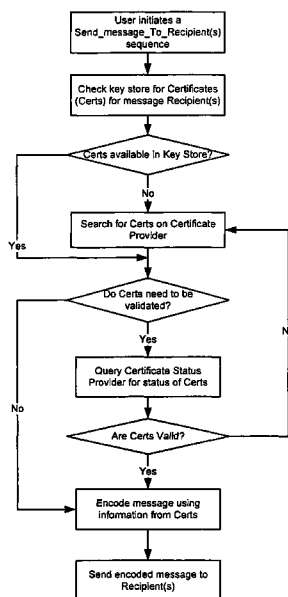 User initiates a
Send_message_To_Recipient(s)
sequence
Check key store for Certificates
(Certs) for message Recipient(s)
Certs available in Key Store?
No
Search for Certs on Certificate
Provider
Yes
Do Certs need to be
validated?
Yes
Query Certificate Status
Provider for status of Certs
No
Are Certs Valid?
Yes
Encode message using
information from Certs
Send encoded message to
Recipient(s)